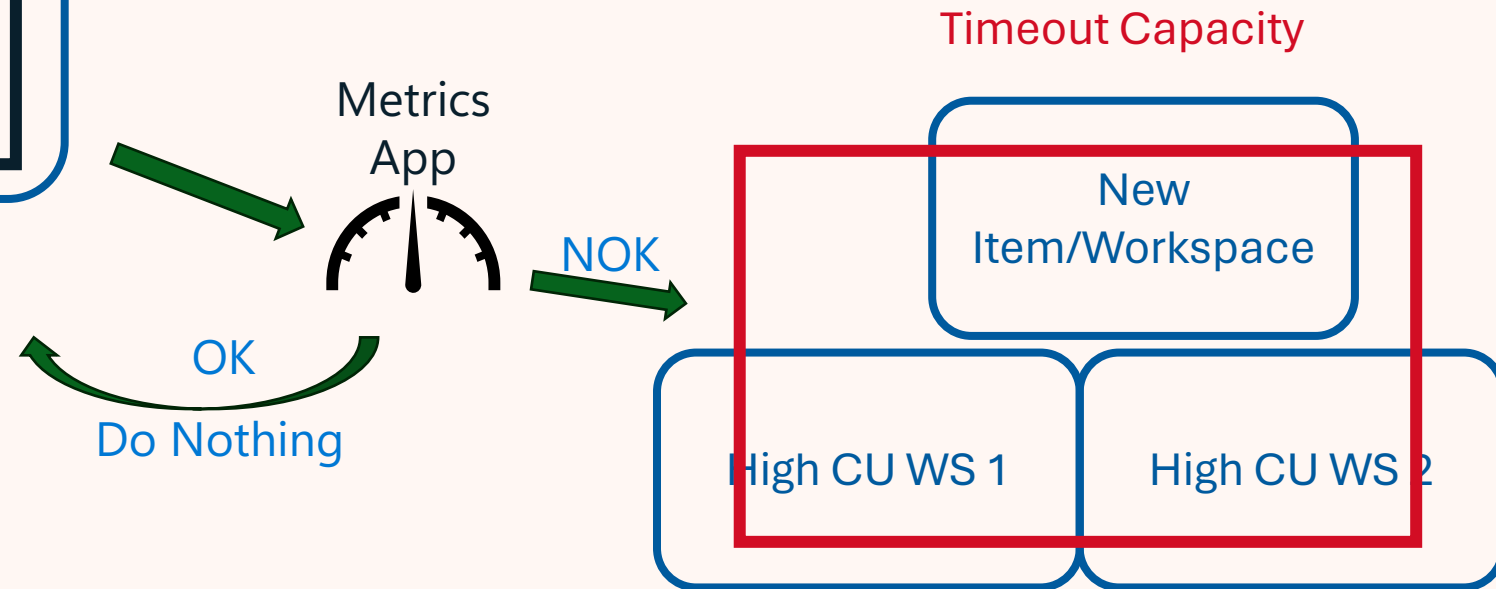 Timeout Capacity
Metrics
App
New
Item/Workspace
NOK
OK
Do Nothing
High CU WS 1
High CU WS 2